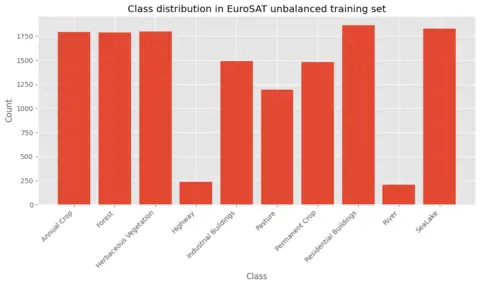 Class distribution in EuroSAT unbalanced training set
Count
1750
1500
1250
1000
750
500
250
0
Annual Crop
Forest
Herbaceous Vegetation
Highway
Industrial Buildings
Pasture
Permanent Crop
Residential Buildings
River
SeaLake
Class